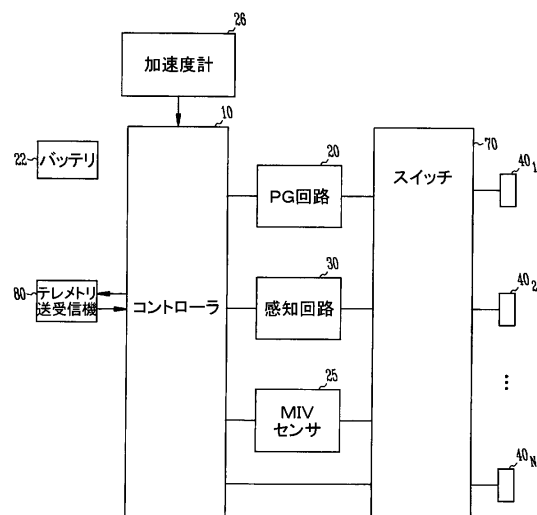 26
加速度計
10
22
バッテリ
20
PG回路
70
スイッチ
40₁
80
テレメトリ
送受信機
コントローラ
30
感知回路
40₂
25
MIV
センサ
…
40N